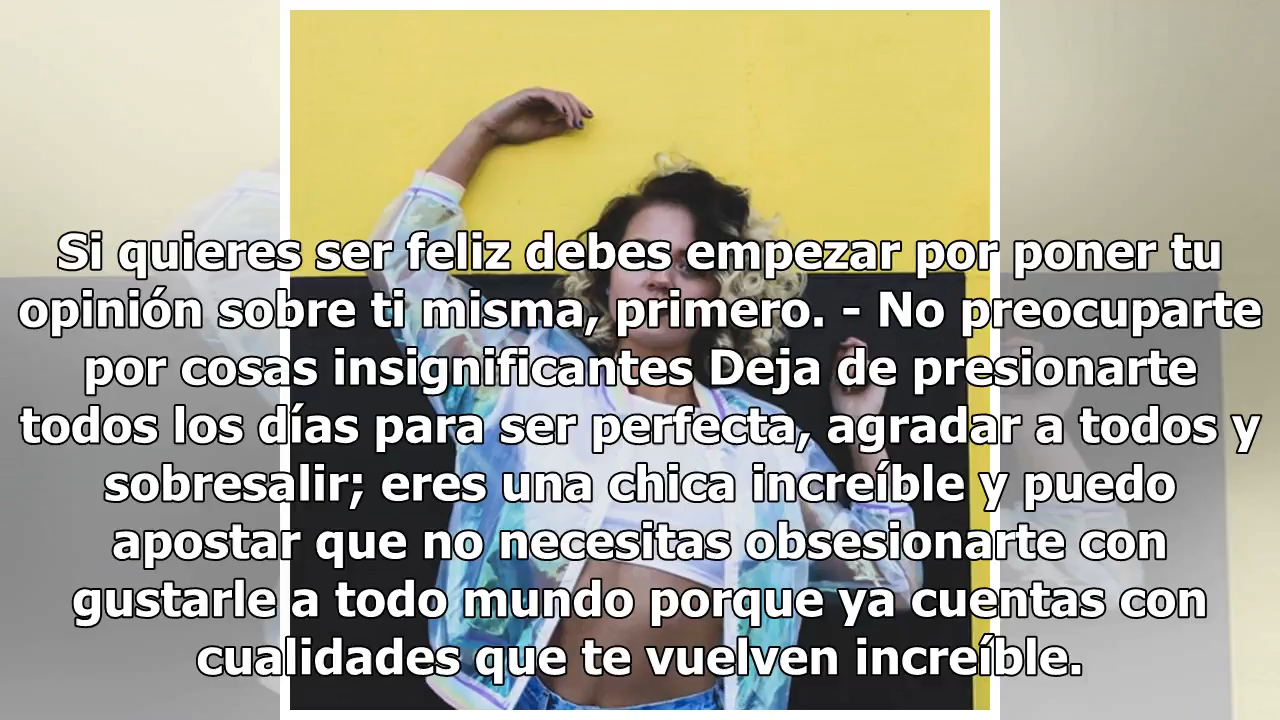 Si quieres ser feliz debes empezar por poner tu
opinión sobre ti misma, primero. - No preocuparte
por cosas insignificantes Deja de presionarte
todos los días para ser perfecta, agradar a todos y
sobresalir; eres una chica increíble y puedo
apostar que no necesitas obsesionarte con
gustarle a todo mundo porque ya cuentas con
cualidades que te vuelven increíble.